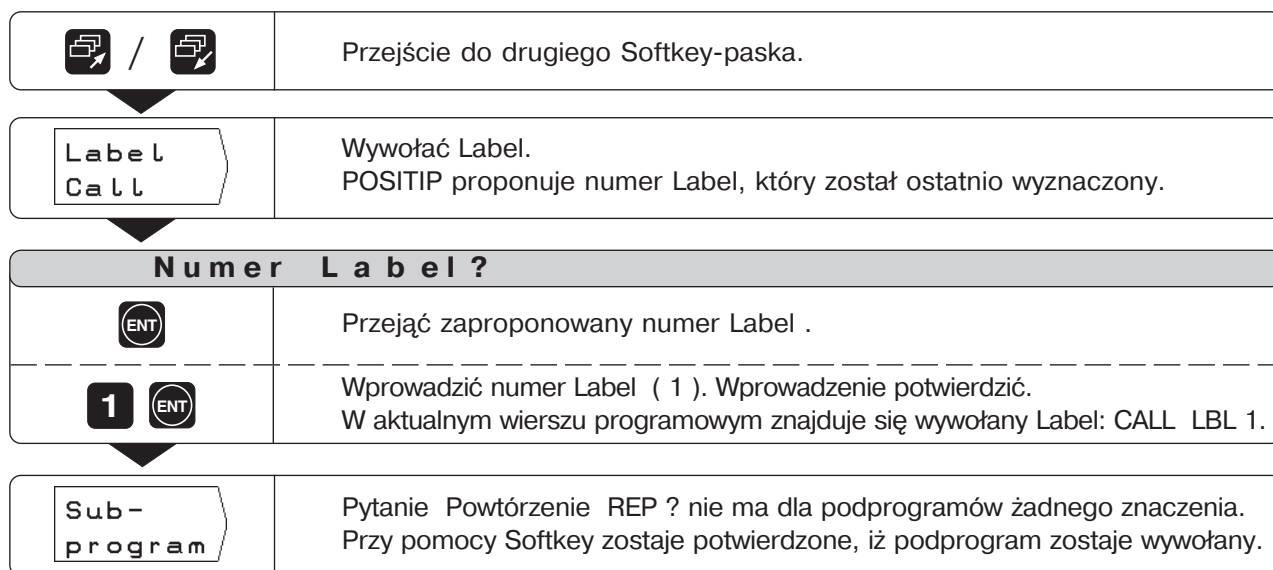 /
Przejście do drugiego Softkey-paska.
Label
Call
Wywołać Label.
POSITIP proponuje numer Label, który został ostatnio wyznaczony.
Numer Label?
ENT
Przejąć zaproponowany numer Label .
1 ENT
Wprowadzić numer Label ( 1 ). Wprowadzenie potwierdzić.
W aktualnym wierszu programowym znajduje się wywołany Label: CALL LBL 1.
Sub-
program
Pytanie Powtórzenie REP ? nie ma dla podprogramów żadnego znaczenia.
Przy pomocy Softkey zostaje potwierdzone, iż podprogram zostaje wywołany.